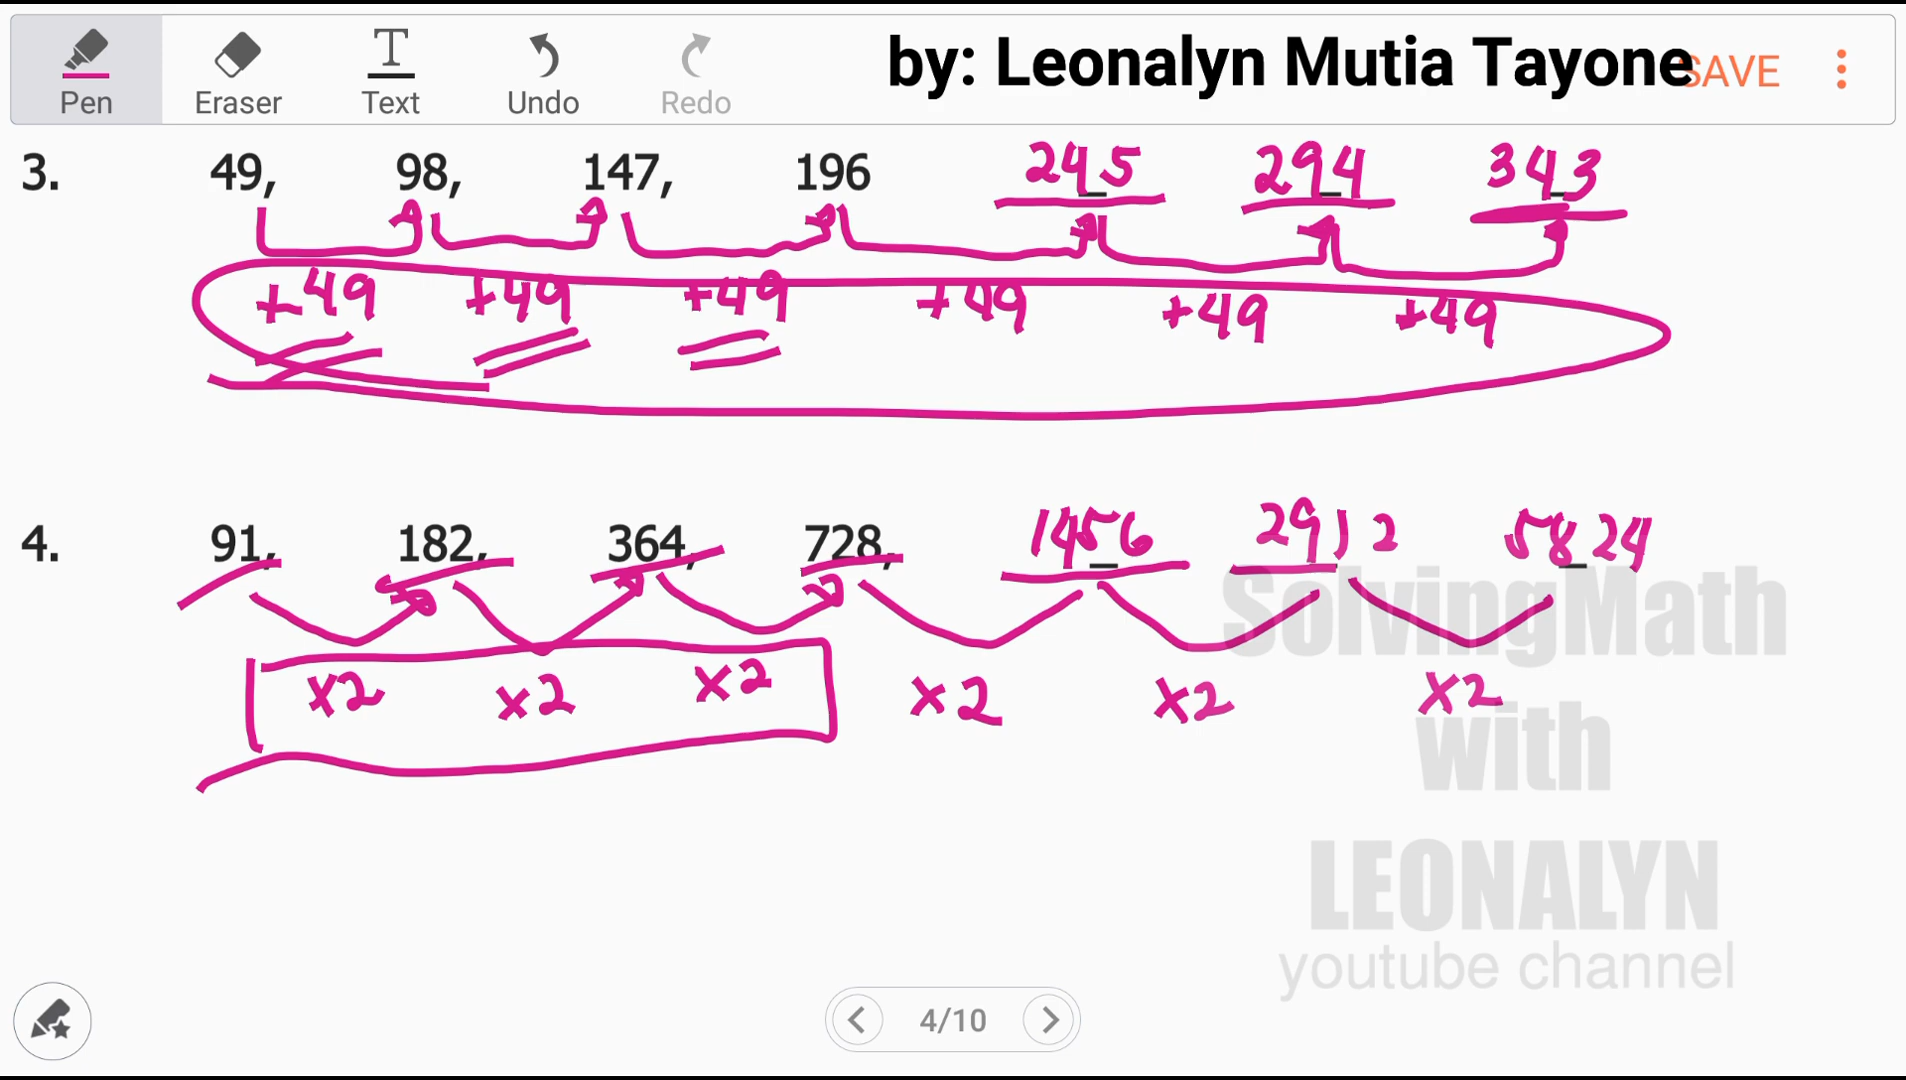 Pen Eraser Text Undo Redo by: Leonalyn Mutia Tayone SAVE
3. 49, 98, 147, 196 245 294 343
+49 +49 +49 +49 +49 +49
4. 91, 182, 364, 728, 1456 2912 5824
x2 x2 x2 x2 x2 x2
SolvingMath
with
LEONALYN
youtube channel
4/10